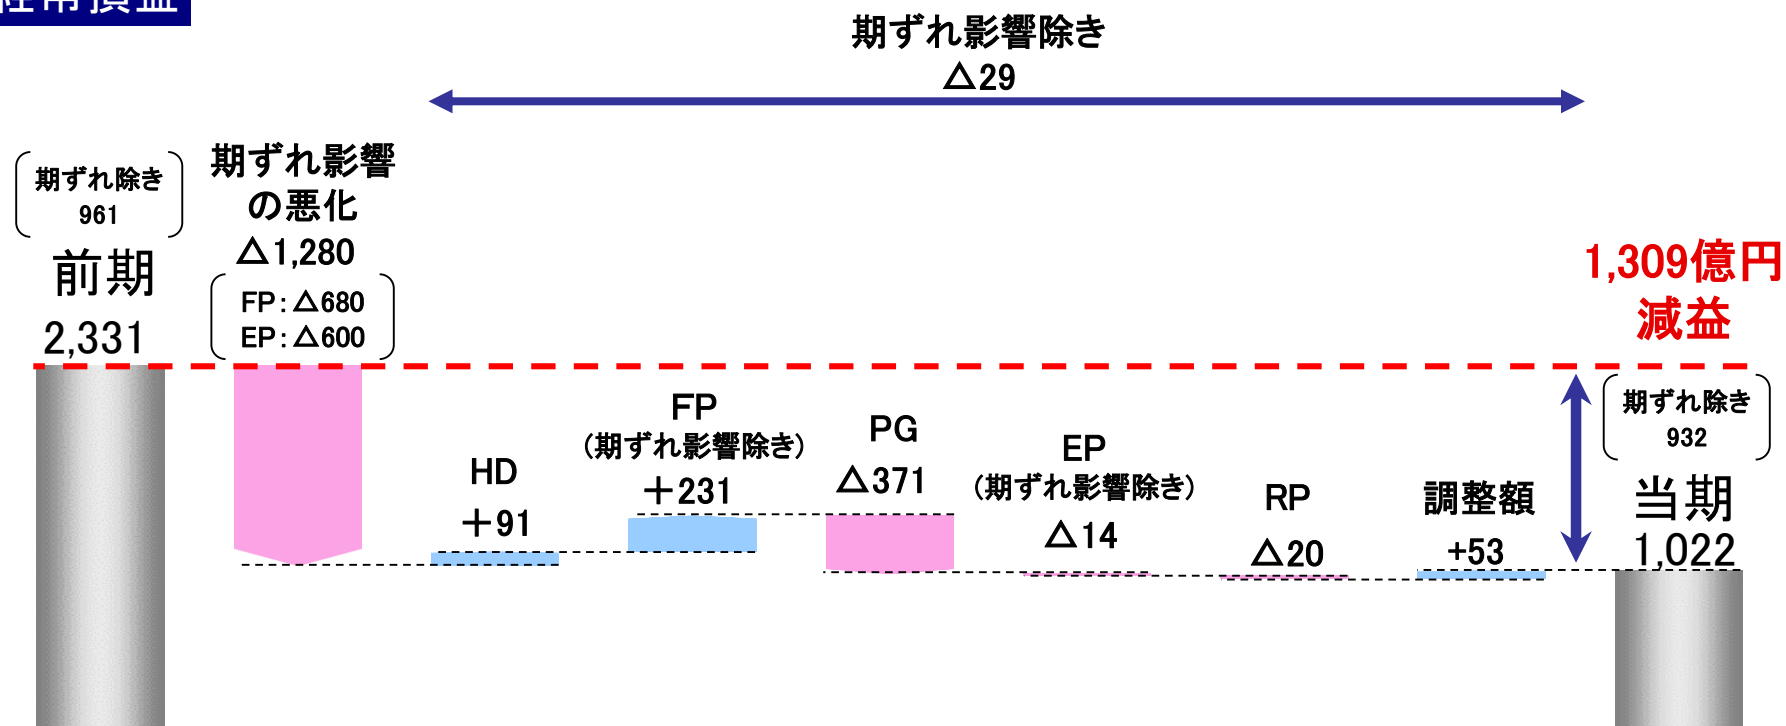 経常損益
期ずれ影響除き
△29
期ずれ除き
961
前期
2,331
期ずれ影響
の悪化
△1,280
FP:△680
EP:△600
HD
+91
FP
(期ずれ影響除き)
+231
PG
△371
EP
(期ずれ影響除き)
△14
RP
△20
調整額
+53
1,309億円
減益
期ずれ除き
932
当期
1,022